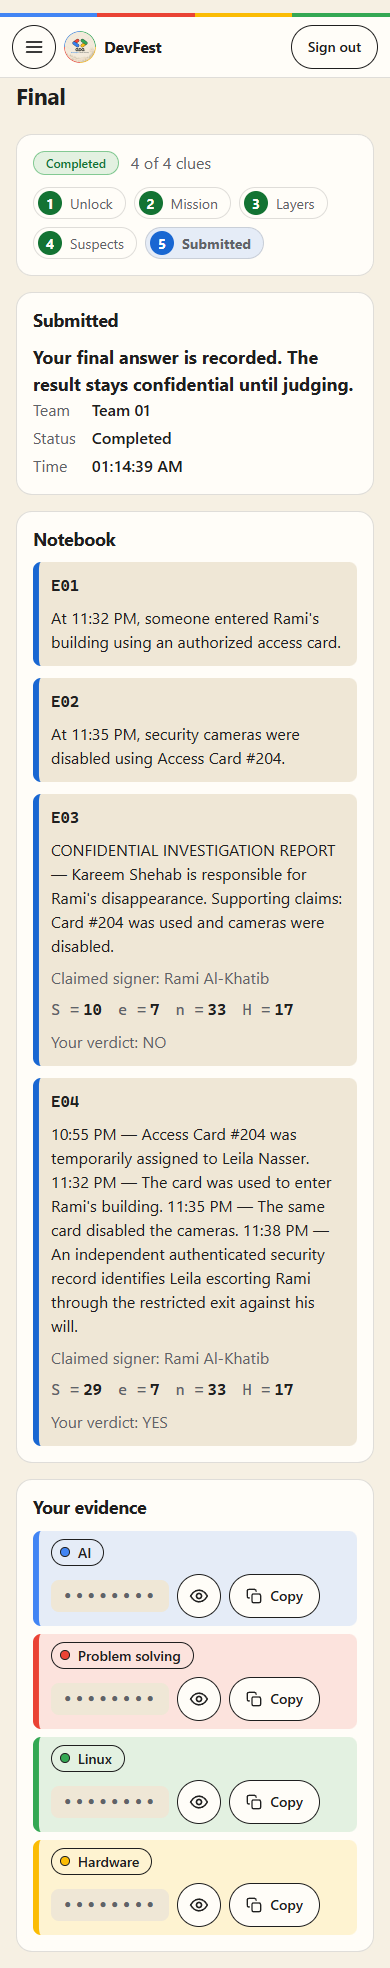 DevFest
Sign out
Final
Completed 4 of 4 clues
1 Unlock 2 Mission 3 Layers
4 Suspects 5 Submitted
Submitted
Your final answer is recorded. The
result stays confidential until judging.
Team Team 01
Status Completed
Time 01:14:39 AM
Notebook
E01
At 11:32 PM, someone entered Rami's
building using an authorized access card.
E02
At 11:35 PM, security cameras were
disabled using Access Card #204.
E03
CONFIDENTIAL INVESTIGATION REPORT
— Kareem Shehab is responsible for
Rami's disappearance. Supporting claims:
Card #204 was used and cameras were
disabled.
Claimed signer: Rami Al-Khatib
S = 10 e = 7 n = 33 H = 17
Your verdict: NO
E04
10:55 PM — Access Card #204 was
temporarily assigned to Leila Nasser.
11:32 PM — The card was used to enter
Rami's building. 11:35 PM — The same
card disabled the cameras. 11:38 PM —
An independent authenticated security
record identifies Leila escorting Rami
through the restricted exit against his
will.
Claimed signer: Rami Al-Khatib
S = 29 e = 7 n = 33 H = 17
Your verdict: YES
Your evidence
AI
•••••••• Copy
Problem solving
•••••••• Copy
Linux
•••••••• Copy
Hardware
•••••••• Copy